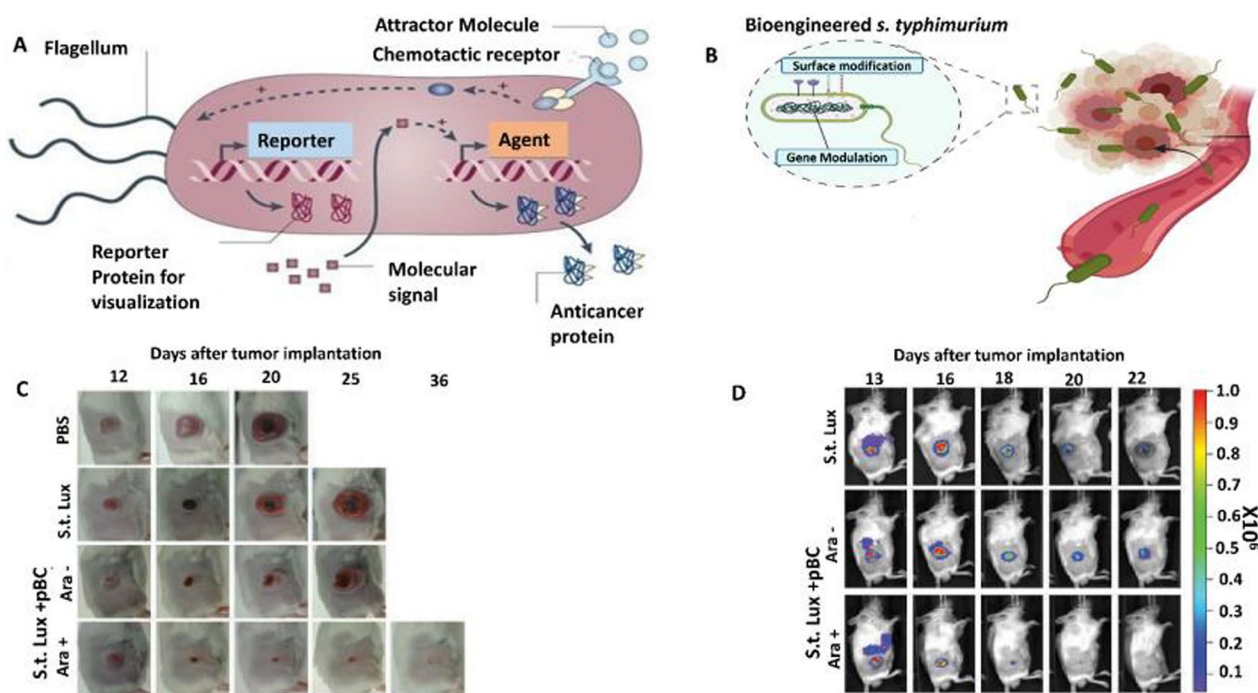 A
Flagellum
Attractor Molecule
Chemotactic receptor
+
+
Reporter
+
Agent
Reporter
Protein for
visualization
Molecular
signal
Anticancer
protein
Bioengineered s. typhimurium
B
Surface modification
Gene Modulation
Days after tumor implantation
C
12 16 20 25 36
PBS
S.t. Lux
S.t. Lux +pBC
Ara -
Ara +
Days after tumor implantation
D
13 16 18 20 22
S.t. Lux
S.t. Lux +pBC
Ara -
Ara +
1.0
0.9
0.8
0.7
0.6
0.5
0.4
0.3
0.2
0.1
X10⁶